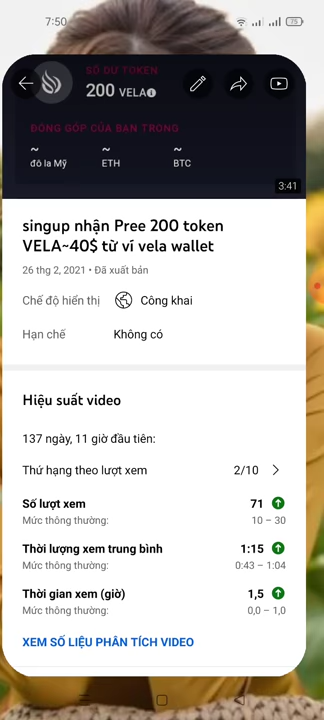 7:50
75
SỐ DƯ TOKEN
200 VELA
ĐÓNG GÓP CỦA BẠN TRONG
~ ~ ~
đô la Mỹ ETH BTC
3:41
singup nhận Pree 200 token
VELA~40$ từ ví vela wallet
26 thg 2, 2021 • Đã xuất bản
Chế độ hiển thị Công khai
Hạn chế Không có
Hiệu suất video
137 ngày, 11 giờ đầu tiên:
Thứ hạng theo lượt xem 2/10
Số lượt xem 71
Mức thông thường: 10 – 30
Thời lượng xem trung bình 1:15
Mức thông thường: 0:43 – 1:04
Thời gian xem (giờ) 1,5
Mức thông thường: 0,0 – 1,0
XEM SỐ LIỆU PHÂN TÍCH VIDEO